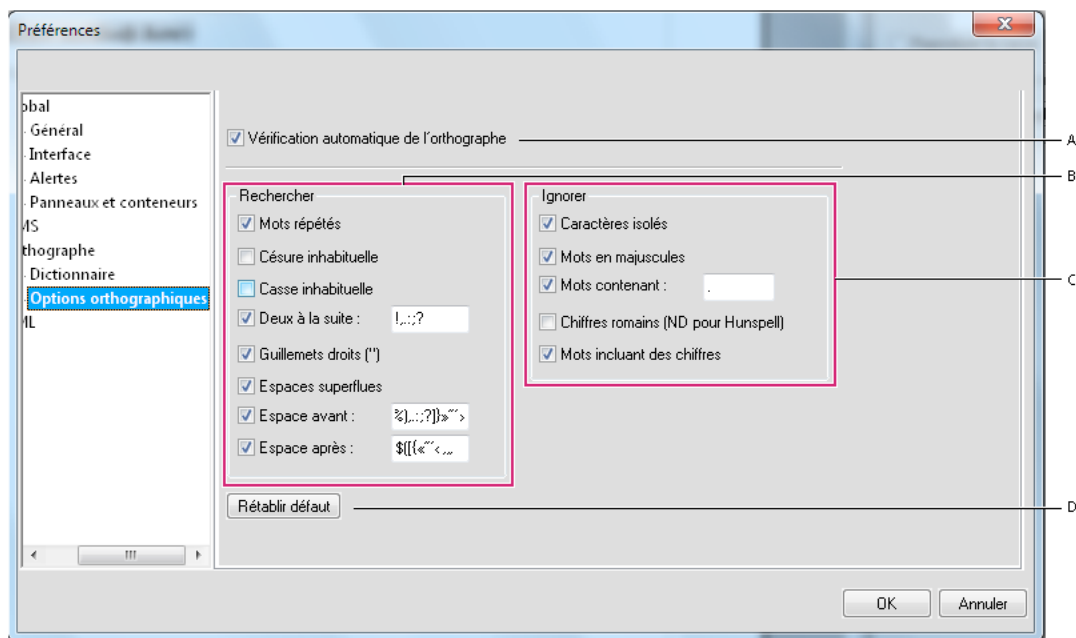 Préférences
obal
Général
Interface
Alertes
Panneaux et conteneurs
MS
thographe
Dictionnaire
Options orthographiques
ML
Vérification automatique de l'orthographe
A
B
Rechercher
Mots répétés
Césure inhabituelle
Casse inhabituelle
Deux à la suite : !,.:;?
Guillemets droits (")
Espaces superflues
Espace avant : %),.:;?]}»˝´›
Espace après :
Ignorer
Caractères isolés
Mots en majuscules
Mots contenant : .
Chiffres romains (ND pour Hunspell)
Mots incluant des chiffres
C
Rétablir défaut
D
OK
Annuler